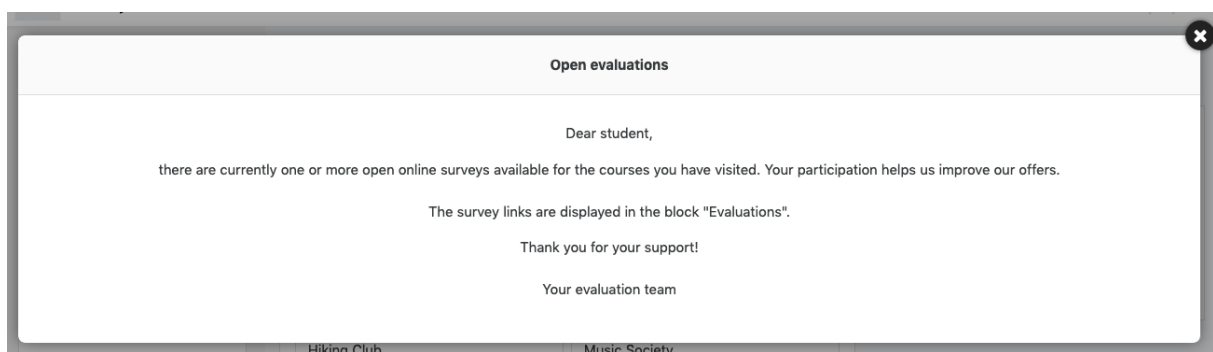 Open evaluations
Dear student,
there are currently one or more open online surveys available for the courses you have visited. Your participation helps us improve our offers.
The survey links are displayed in the block "Evaluations".
Thank you for your support!
Your evaluation team
Hiking Club
Music Society